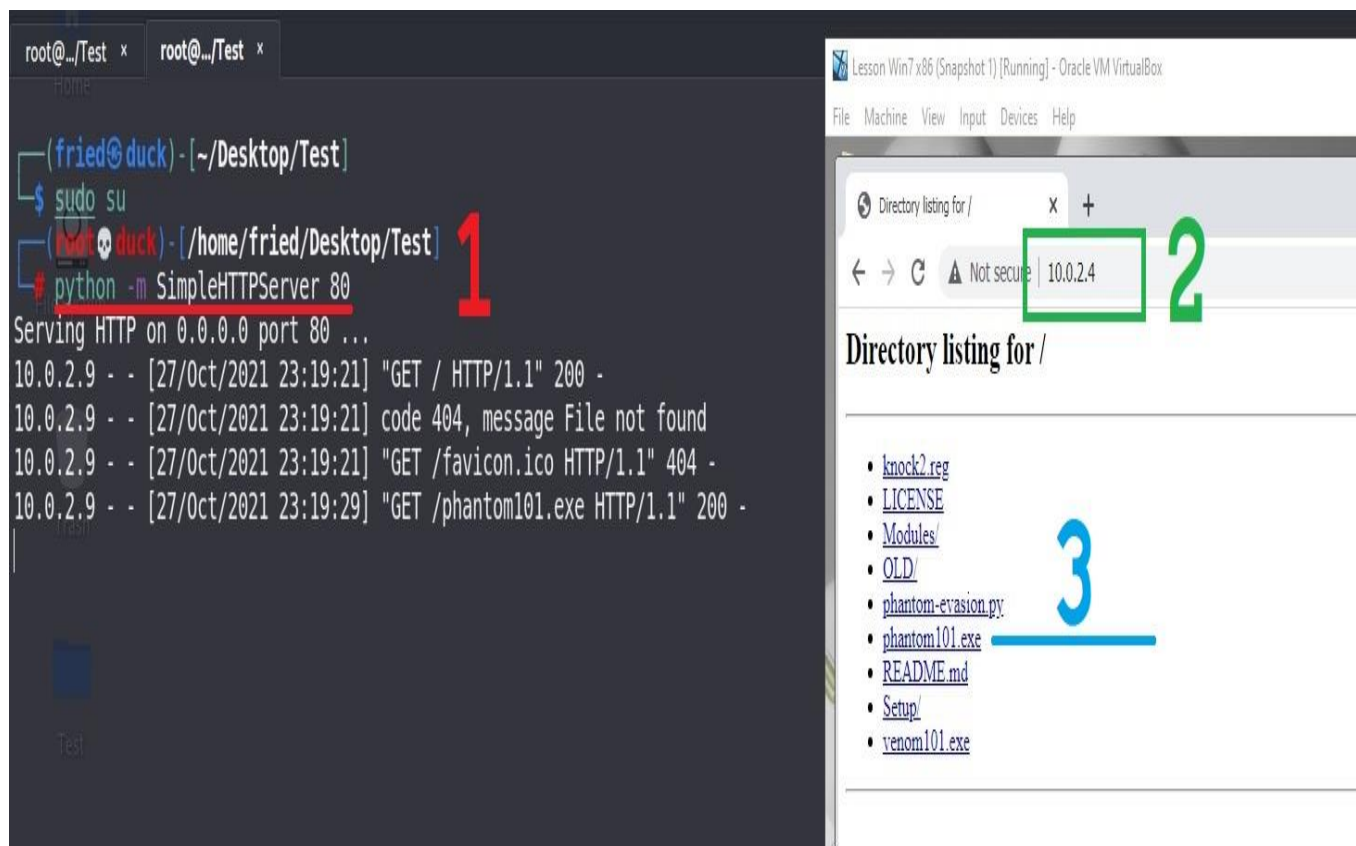 root@.../Test ×
root@.../Test ×
Home
(fried㉿duck)-[~/Desktop/Test]
$ sudo su
(root💀duck)-[/home/fried/Desktop/Test]
# python -m SimpleHTTPServer 80
1
Serving HTTP on 0.0.0.0 port 80 ...
10.0.2.9 - - [27/Oct/2021 23:19:21] "GET / HTTP/1.1" 200 -
10.0.2.9 - - [27/Oct/2021 23:19:21] code 404, message File not found
10.0.2.9 - - [27/Oct/2021 23:19:21] "GET /favicon.ico HTTP/1.1" 404 -
10.0.2.9 - - [27/Oct/2021 23:19:29] "GET /phantom101.exe HTTP/1.1" 200 -
Trash
Test
Lesson Win7 x86 (Snapshot 1) [Running] - Oracle VM VirtualBox
File Machine View Input Devices Help
Directory listing for / × +
Not secure | 10.0.2.4
2
Directory listing for /
knock2.reg
LICENSE
Modules/
OLD/
phantom-evasion.py
phantom101.exe
3
README.md
Setup/
venom101.exe